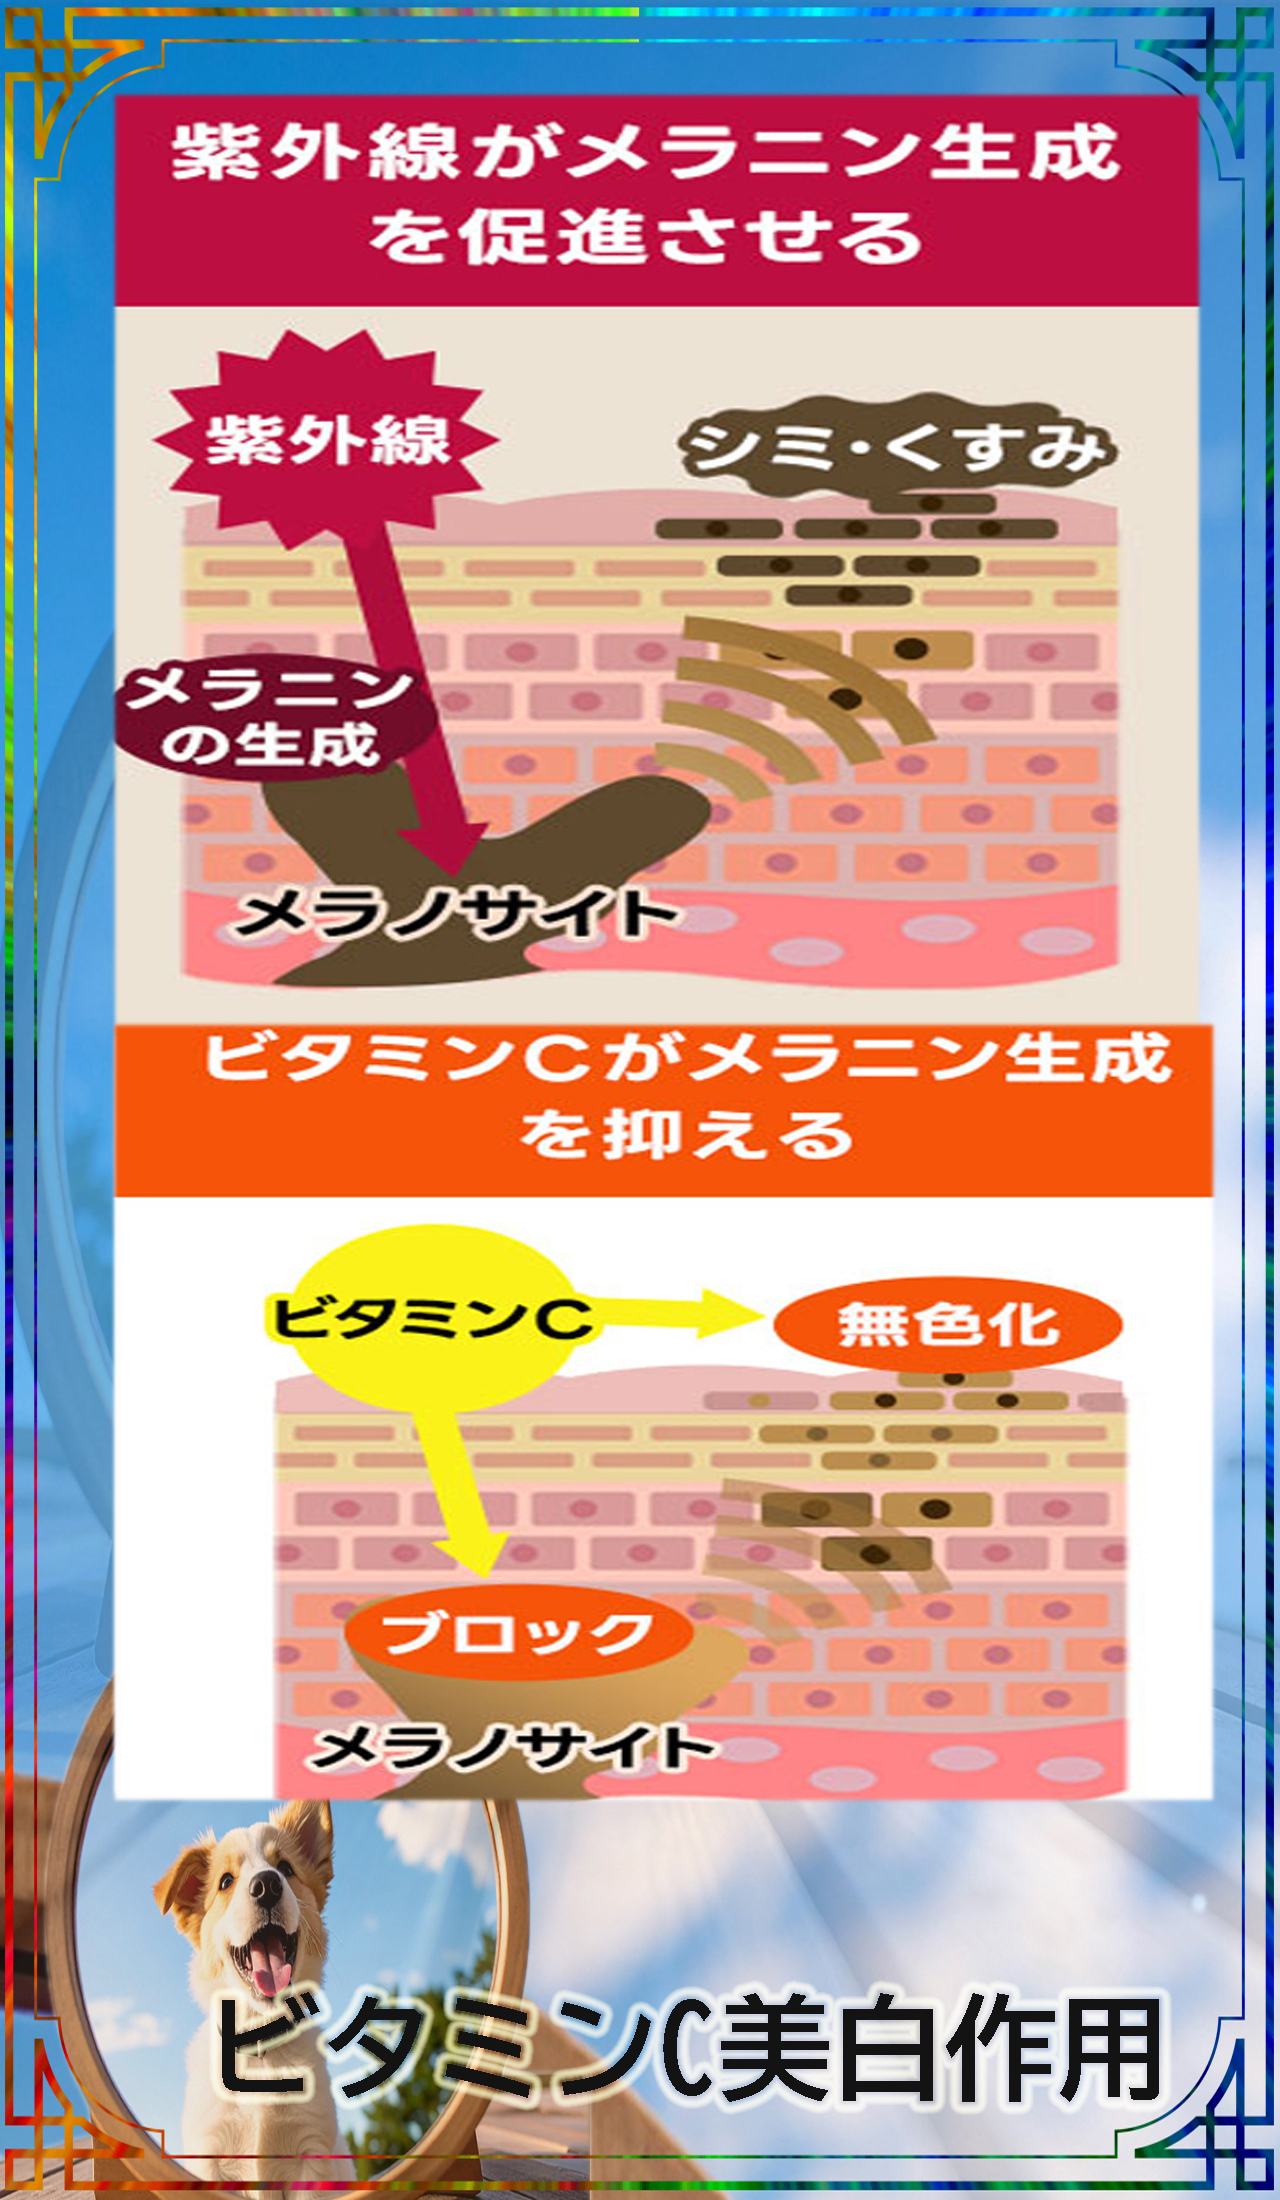 紫外線がメラニン生成
を促進させる
紫外線
シミ・くすみ
メラニン
の生成
メラノサイト
ビタミンCがメラニン生成
を抑える
ビタミンC
無色化
ブロック
メラノサイト
ビタミンC美白作用